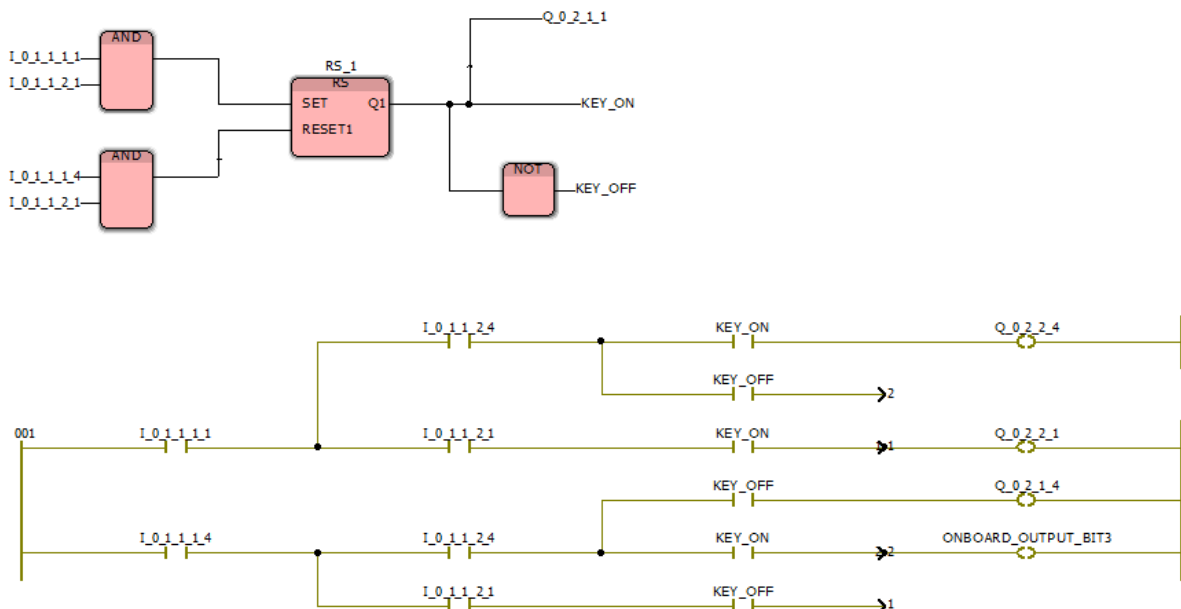 Q_0_2_1_1
AND
I_0_1_1_1_1
I_0_1_1_2_1
RS_1
RS
SET Q1
RESET1
KEY_ON
AND
I_0_1_1_1_4
I_0_1_1_2_1
NOT
KEY_OFF
I_0_1_1_2_4 KEY_ON Q_0_2_2_4
KEY_OFF
2
001 I_0_1_1_1_1 I_0_1_1_2_1 KEY_ON Q_0_2_2_1
1
KEY_OFF Q_0_2_1_4
I_0_1_1_1_4 I_0_1_1_2_4 KEY_ON ONBOARD_OUTPUT_BIT3
2
I_0_1_1_2_1 KEY_OFF
1